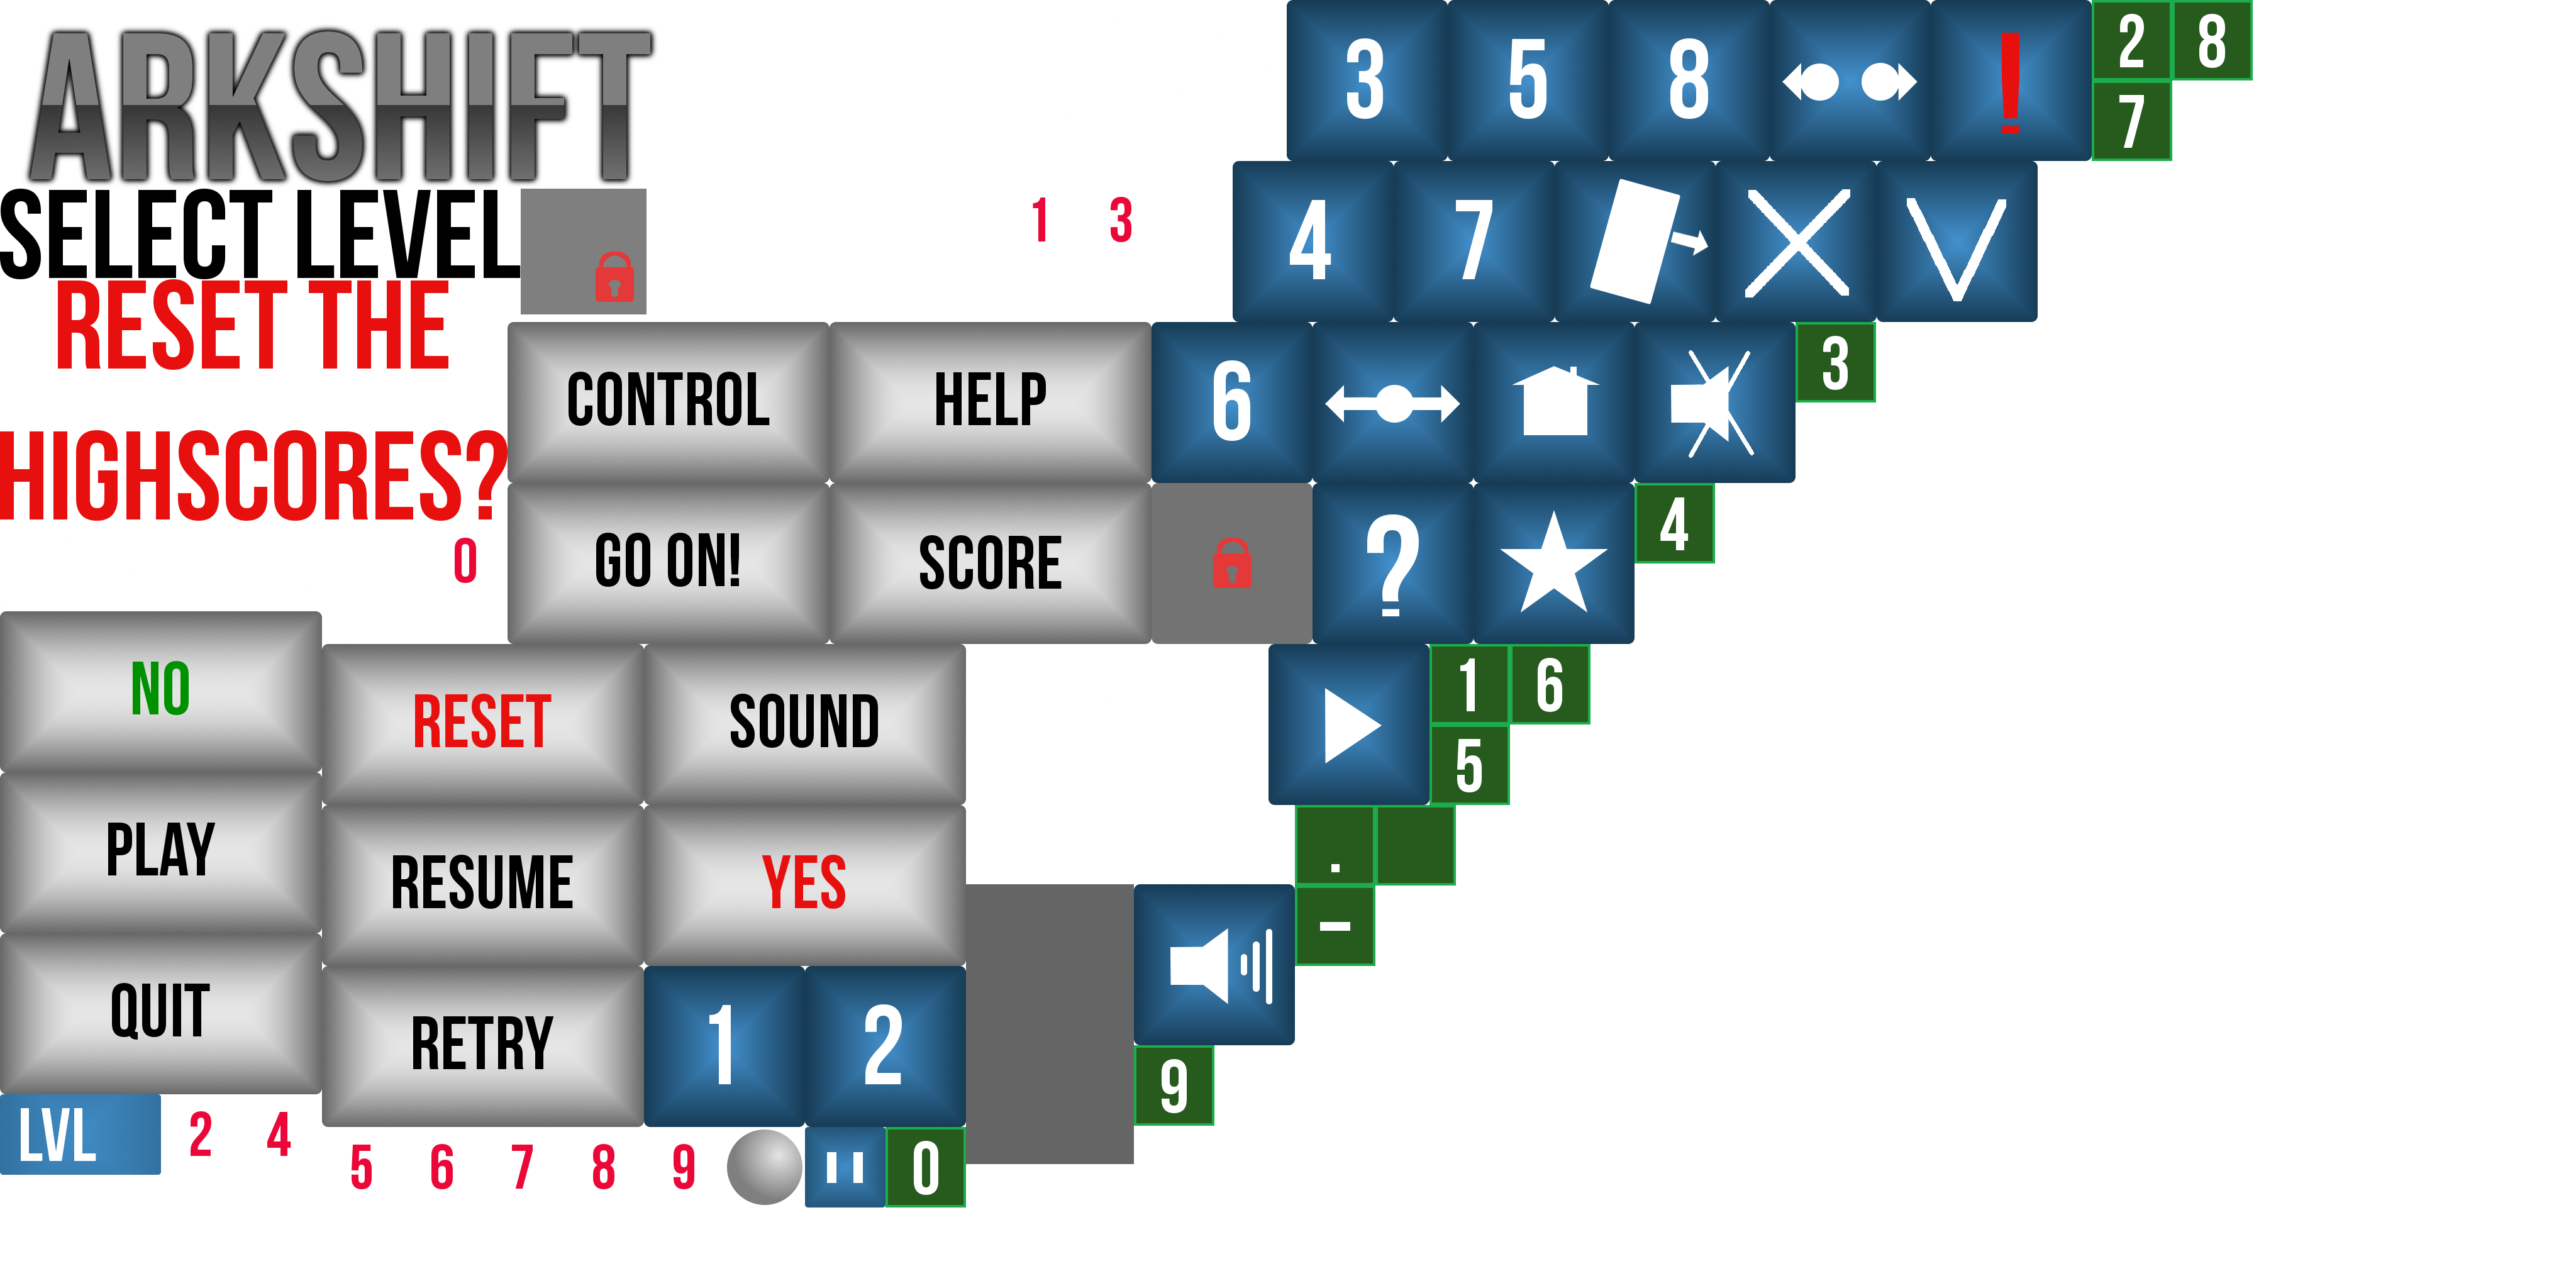 ARKSHIFT
SELECT LEVEL
RESET THE
HIGHSCORES?
3
5
8
!
2
8
7
1
3
4
7
CONTROL
HELP
6
3
GO ON!
SCORE
?
4
0
NO
RESET
SOUND
1
6
5
PLAY
RESUME
YES
.
-
QUIT
RETRY
1
2
9
LVL
2
4
5
6
7
8
9
0